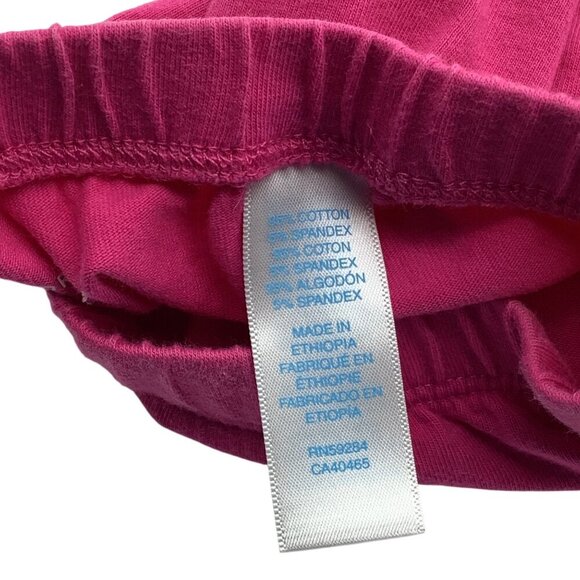 95% COTTON
5% SPANDEX
95% COTON
5% SPANDEX
95% ALGODÓN
5% SPANDEX
MADE IN
ETHIOPIA
FABRIQUÉ EN
ÉTHIOPIE
FABRICADO EN
ETIOPÍA
RN59284
CA40465